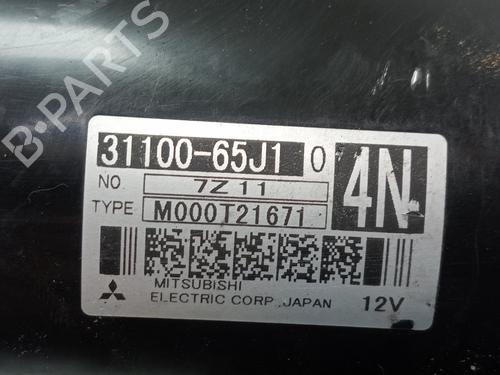 B-PARTS
31100-65J1 0
4N
NO. 7Z11
TYPE M000T21671
MITSUBISHI
ELECTRIC CORP. JAPAN 12V